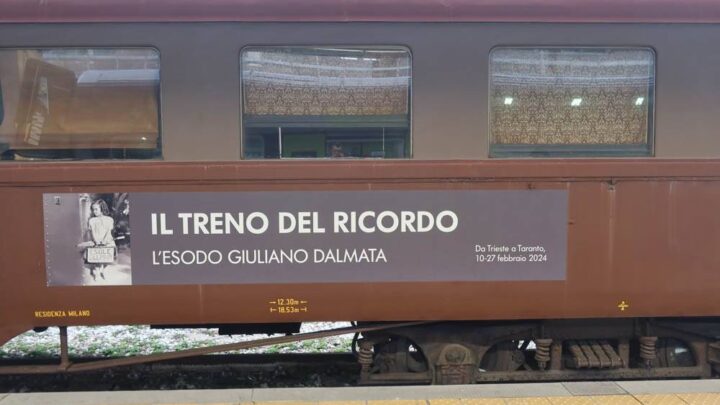 IL TRENO DEL RICORDO
L'ESODO GIULIANO DALMATA
Da Trieste a Taranto,
10-27 febbraio 2024
RESIDENZA MILANO
12.30m
18.53m